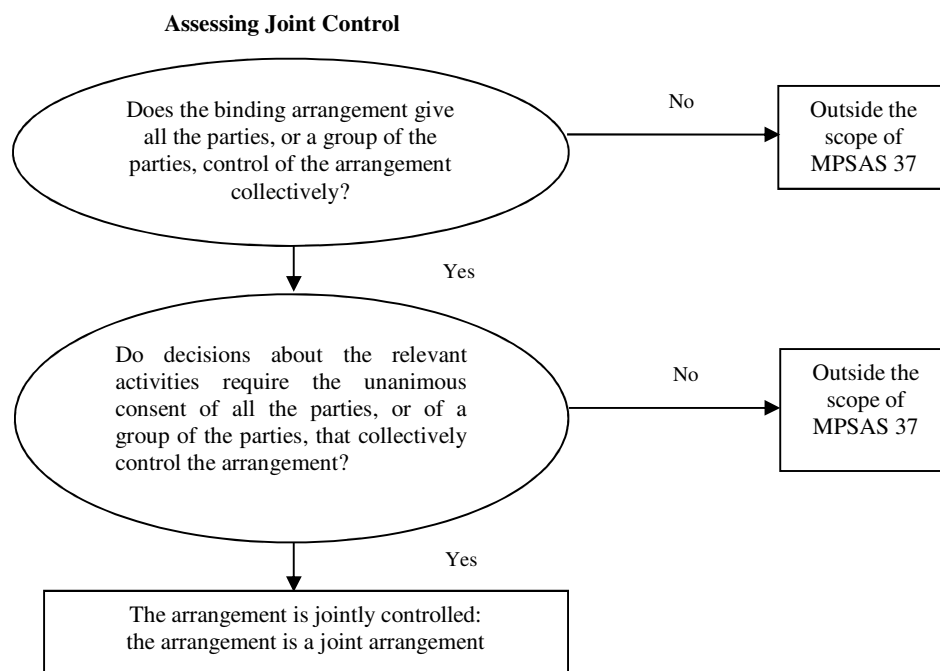 Assessing Joint Control
Does the binding arrangement give
all the parties, or a group of the
parties, control of the arrangement
collectively?
No
Outside the
scope of
MPSAS 37
Yes
Do decisions about the relevant
activities require the unanimous
consent of all the parties, or of a
group of the parties, that collectively
control the arrangement?
No
Outside the
scope of
MPSAS 37
Yes
The arrangement is jointly controlled:
the arrangement is a joint arrangement